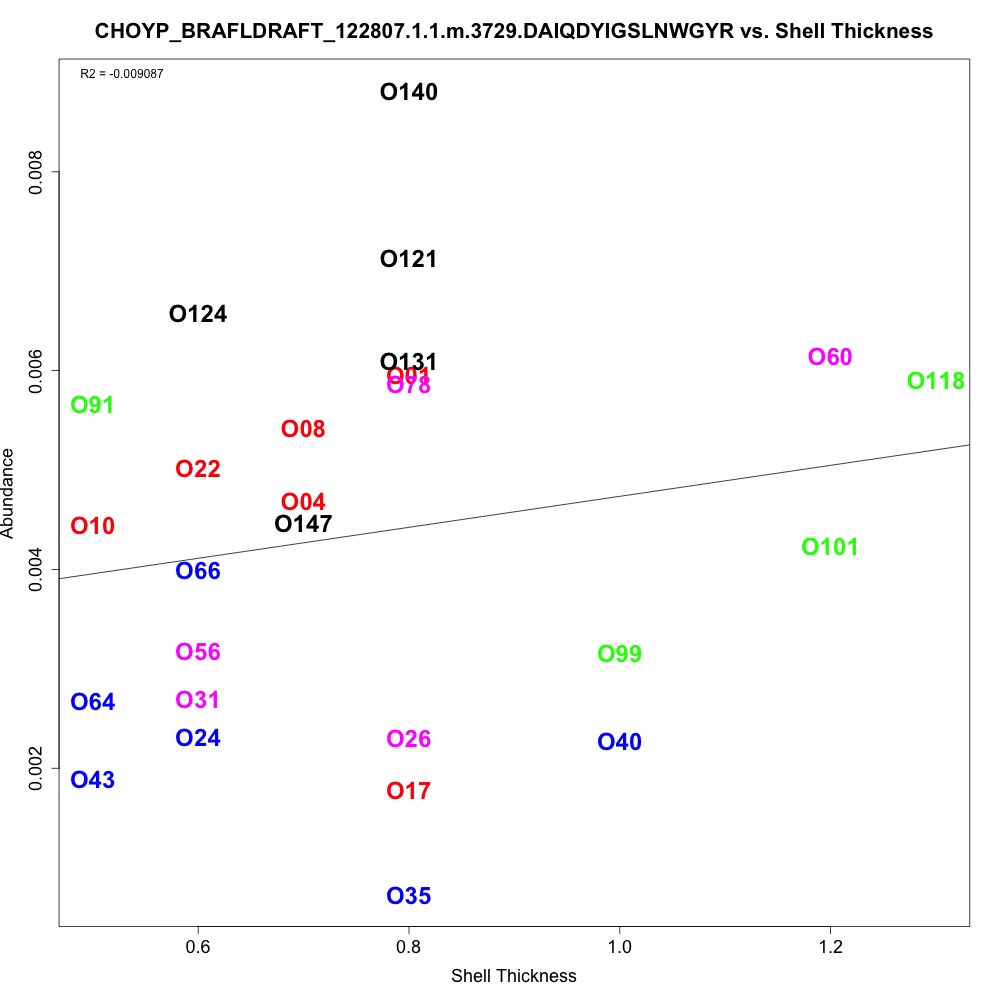 CHOYP_BRAFLDRAFT_122807.1.1.m.3729.DAIQDYIGSLNWGYR vs. Shell Thickness
R2 = -0.009087
O140
0.008
O121
O124
O131
O60
O01
0.006
O118
O78
O91
O08
O22
Abundance
O04
O147
O10
O101
O66
0.004
O56
O99
O31
O64
O24
O26
O40
0.002
O43
O17
O35
0.6 0.8 1.0 1.2
Shell Thickness